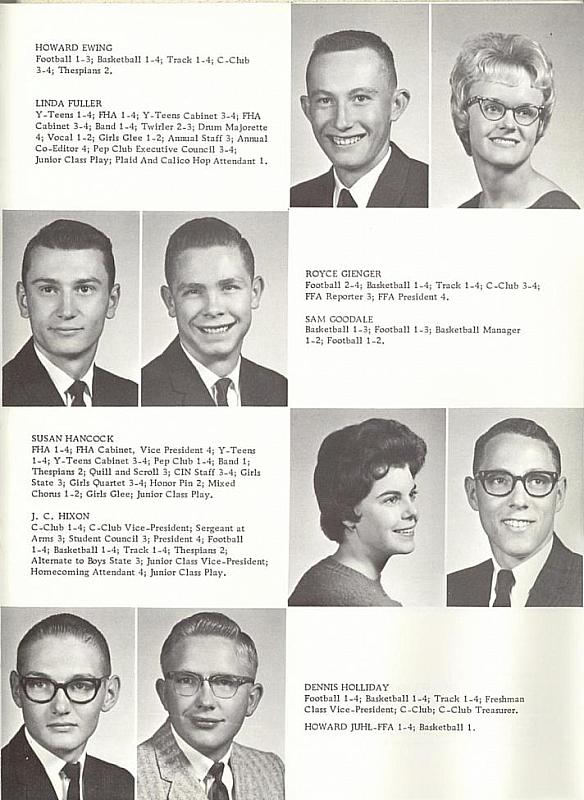 HOWARD EWING
Football 1-3; Basketball 1-4; Track 1-4; C-Club
3-4; Thespians 2.
LINDA FULLER
Y-Teens 1-4; FHA 1-4; Y-Teens Cabinet 3-4; FHA
Cabinet 3-4; Band 1-4; Twirler 2-3; Drum Majorette
4; Vocal 1-2; Girls Glee 1-2; Annual Staff 3; Annual
Co-Editor 4; Pep Club Executive Council 3-4;
Junior Class Play; Plaid And Calico Hop Attendant 1.
ROYCE GIENGER
Football 2-4; Basketball 1-4; Track 1-4; C-Club 3-4;
FFA Reporter 3; FFA President 4.
SAM GOODALE
Basketball 1-3; Football 1-3; Basketball Manager
1-2; Football 1-2.
SUSAN HANCOCK
FHA 1-4; FHA Cabinet, Vice President 4; Y-Teens
1-4; Y-Teens Cabinet 3-4; Pep Club 1-4; Band 1;
Thespians 2; Quill and Scroll 3; CIN Staff 3-4; Girls
State 3; Girls Quartet 3-4; Honor Pin 2; Mixed
Chorus 1-2; Girls Glee; Junior Class Play.
J. C. HIXON
C-Club 1-4; C-Club Vice-President; Sergeant at
Arms 3; Student Council 3; President 4; Football
1-4; Basketball 1-4; Track 1-4; Thespians 2;
Alternate to Boys State 3; Junior Class Vice-President;
Homecoming Attendant 4; Junior Class Play.
DENNIS HOLLIDAY
Football 1-4; Basketball 1-4; Track 1-4; Freshman
Class Vice-President; C-Club; C-Club Treasurer.
HOWARD JUHL-FFA 1-4; Basketball 1.